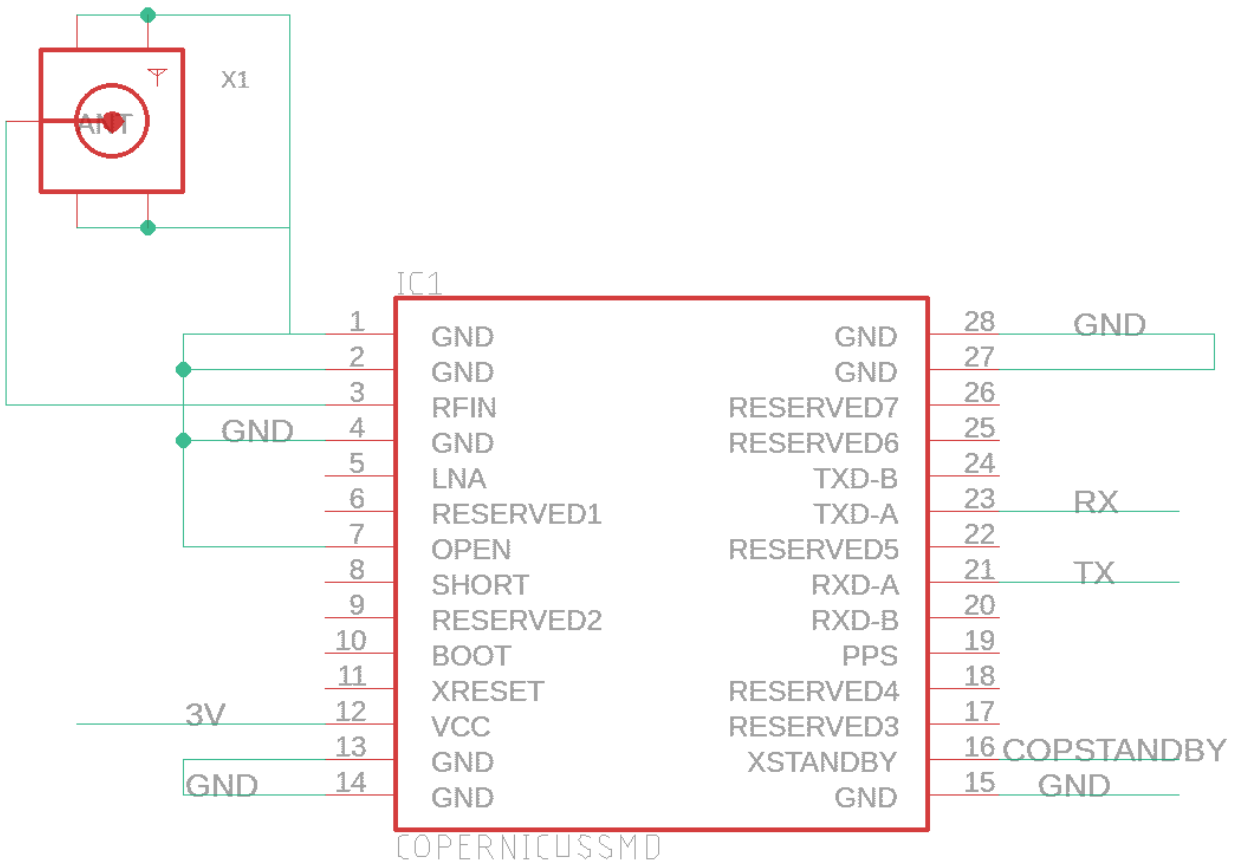 X1
ANT
IC1
1 GND GND 28 GND
2 GND GND 27
3 RFIN RESERVED7 26
GND 4 GND RESERVED6 25
5 LNA TXD-B 24
6 RESERVED1 TXD-A 23 RX
7 OPEN RESERVED5 22
8 SHORT RXD-A 21 TX
9 RESERVED2 RXD-B 20
10 BOOT PPS 19
11 XRESET RESERVED4 18
3V 12 VCC RESERVED3 17
13 GND XSTANDBY 16 COPSTANDBY
GND 14 GND GND 15 GND
COPERNICUSSMD